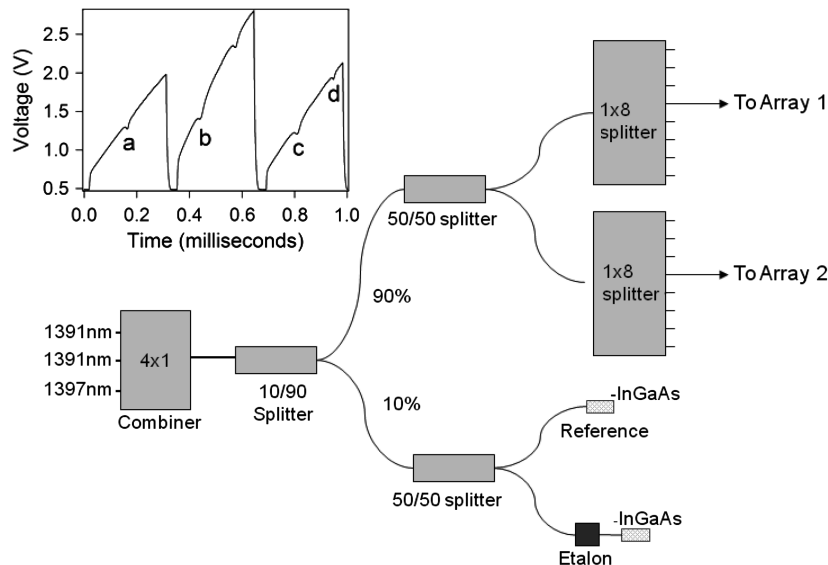 Voltage (V)
2.5
2.0
1.5
1.0
0.5
a
b
c
d
0.0 0.2 0.4 0.6 0.8 1.0
Time (milliseconds)
1x8
splitter
To Array 1
50/50 splitter
1x8
splitter
To Array 2
90%
1391nm
1391nm
1397nm
4x1
Combiner
10/90
Splitter
10%
-InGaAs
Reference
50/50 splitter
-InGaAs
Etalon